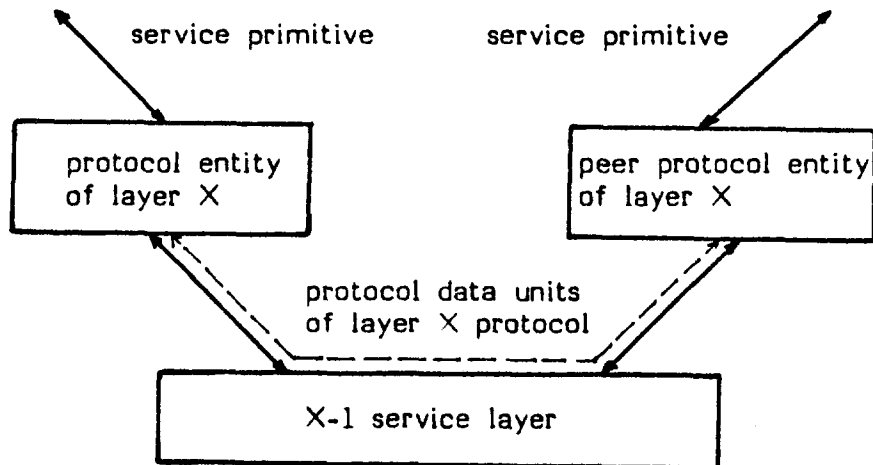 service primitive
service primitive
protocol entity
of layer X
peer protocol entity
of layer X
protocol data units
of layer X protocol
X-1 service layer